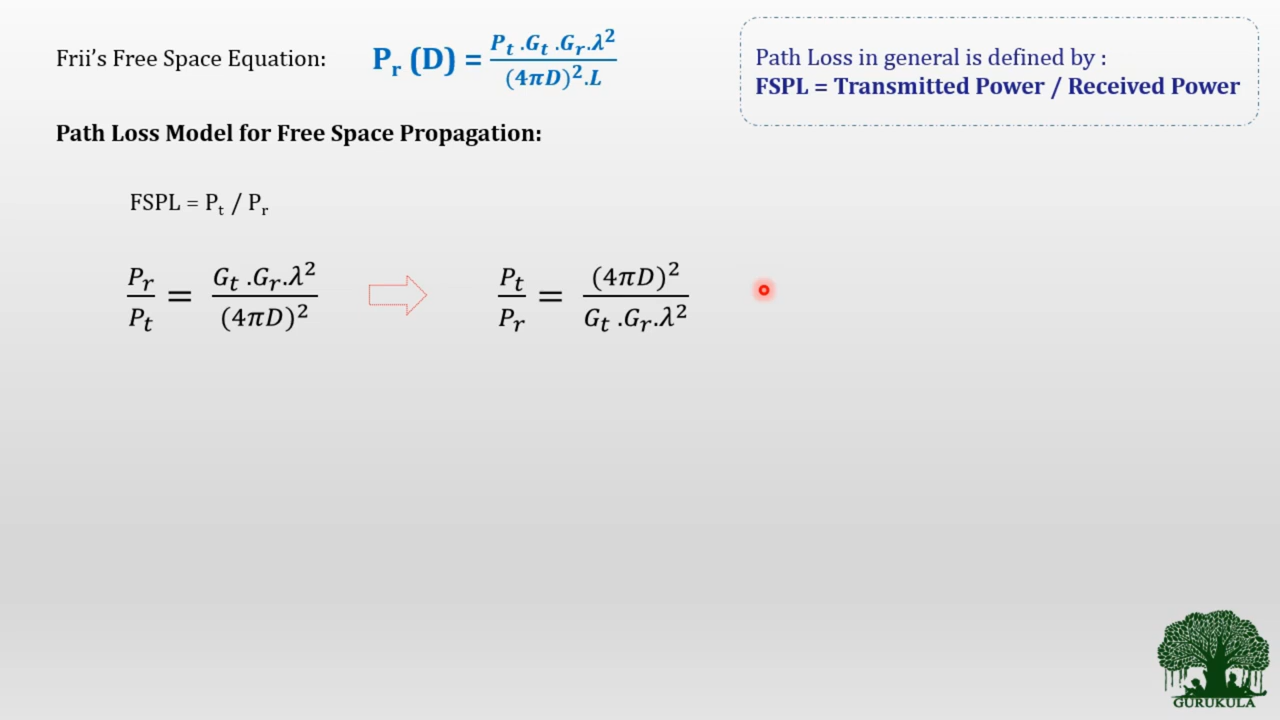 Frii’s Free Space Equation: Pᵣ (D) = Pₜ .Gₜ .Gᵣ.λ² / (4πD)².L
Path Loss in general is defined by :
FSPL = Transmitted Power / Received Power
Path Loss Model for Free Space Propagation:
FSPL = Pₜ / Pᵣ
Pᵣ / Pₜ = Gₜ .Gᵣ.λ² / (4πD)²
Pₜ / Pᵣ = (4πD)² / Gₜ .Gᵣ.λ²
GURUKULA